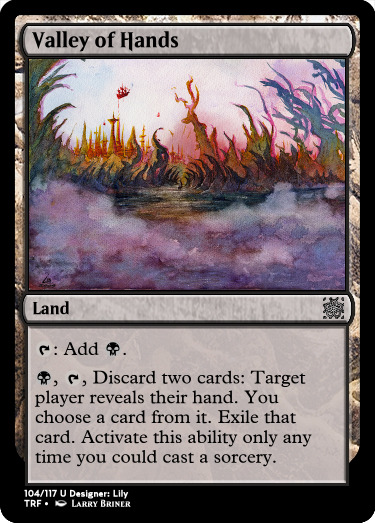 Valley of Hands
Land
: Add .
, , Discard two cards: Target
player reveals their hand. You
choose a card from it. Exile that
card. Activate this ability only any
time you could cast a sorcery.
104/117 U Designer: Lily
TRF • Larry Briner